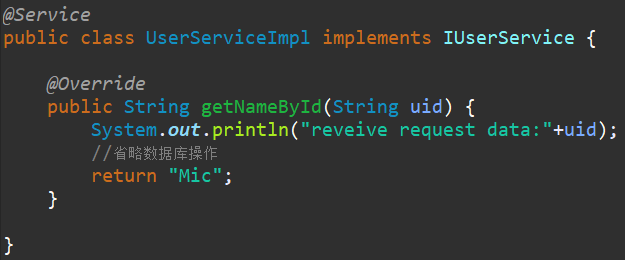 @Service
public class UserServiceImpl implements IUserService {
@Override
public String getNameById(String uid) {
System.out.println("reveive request data:"+uid);
//省略数据库操作
return "Mic";
}
}